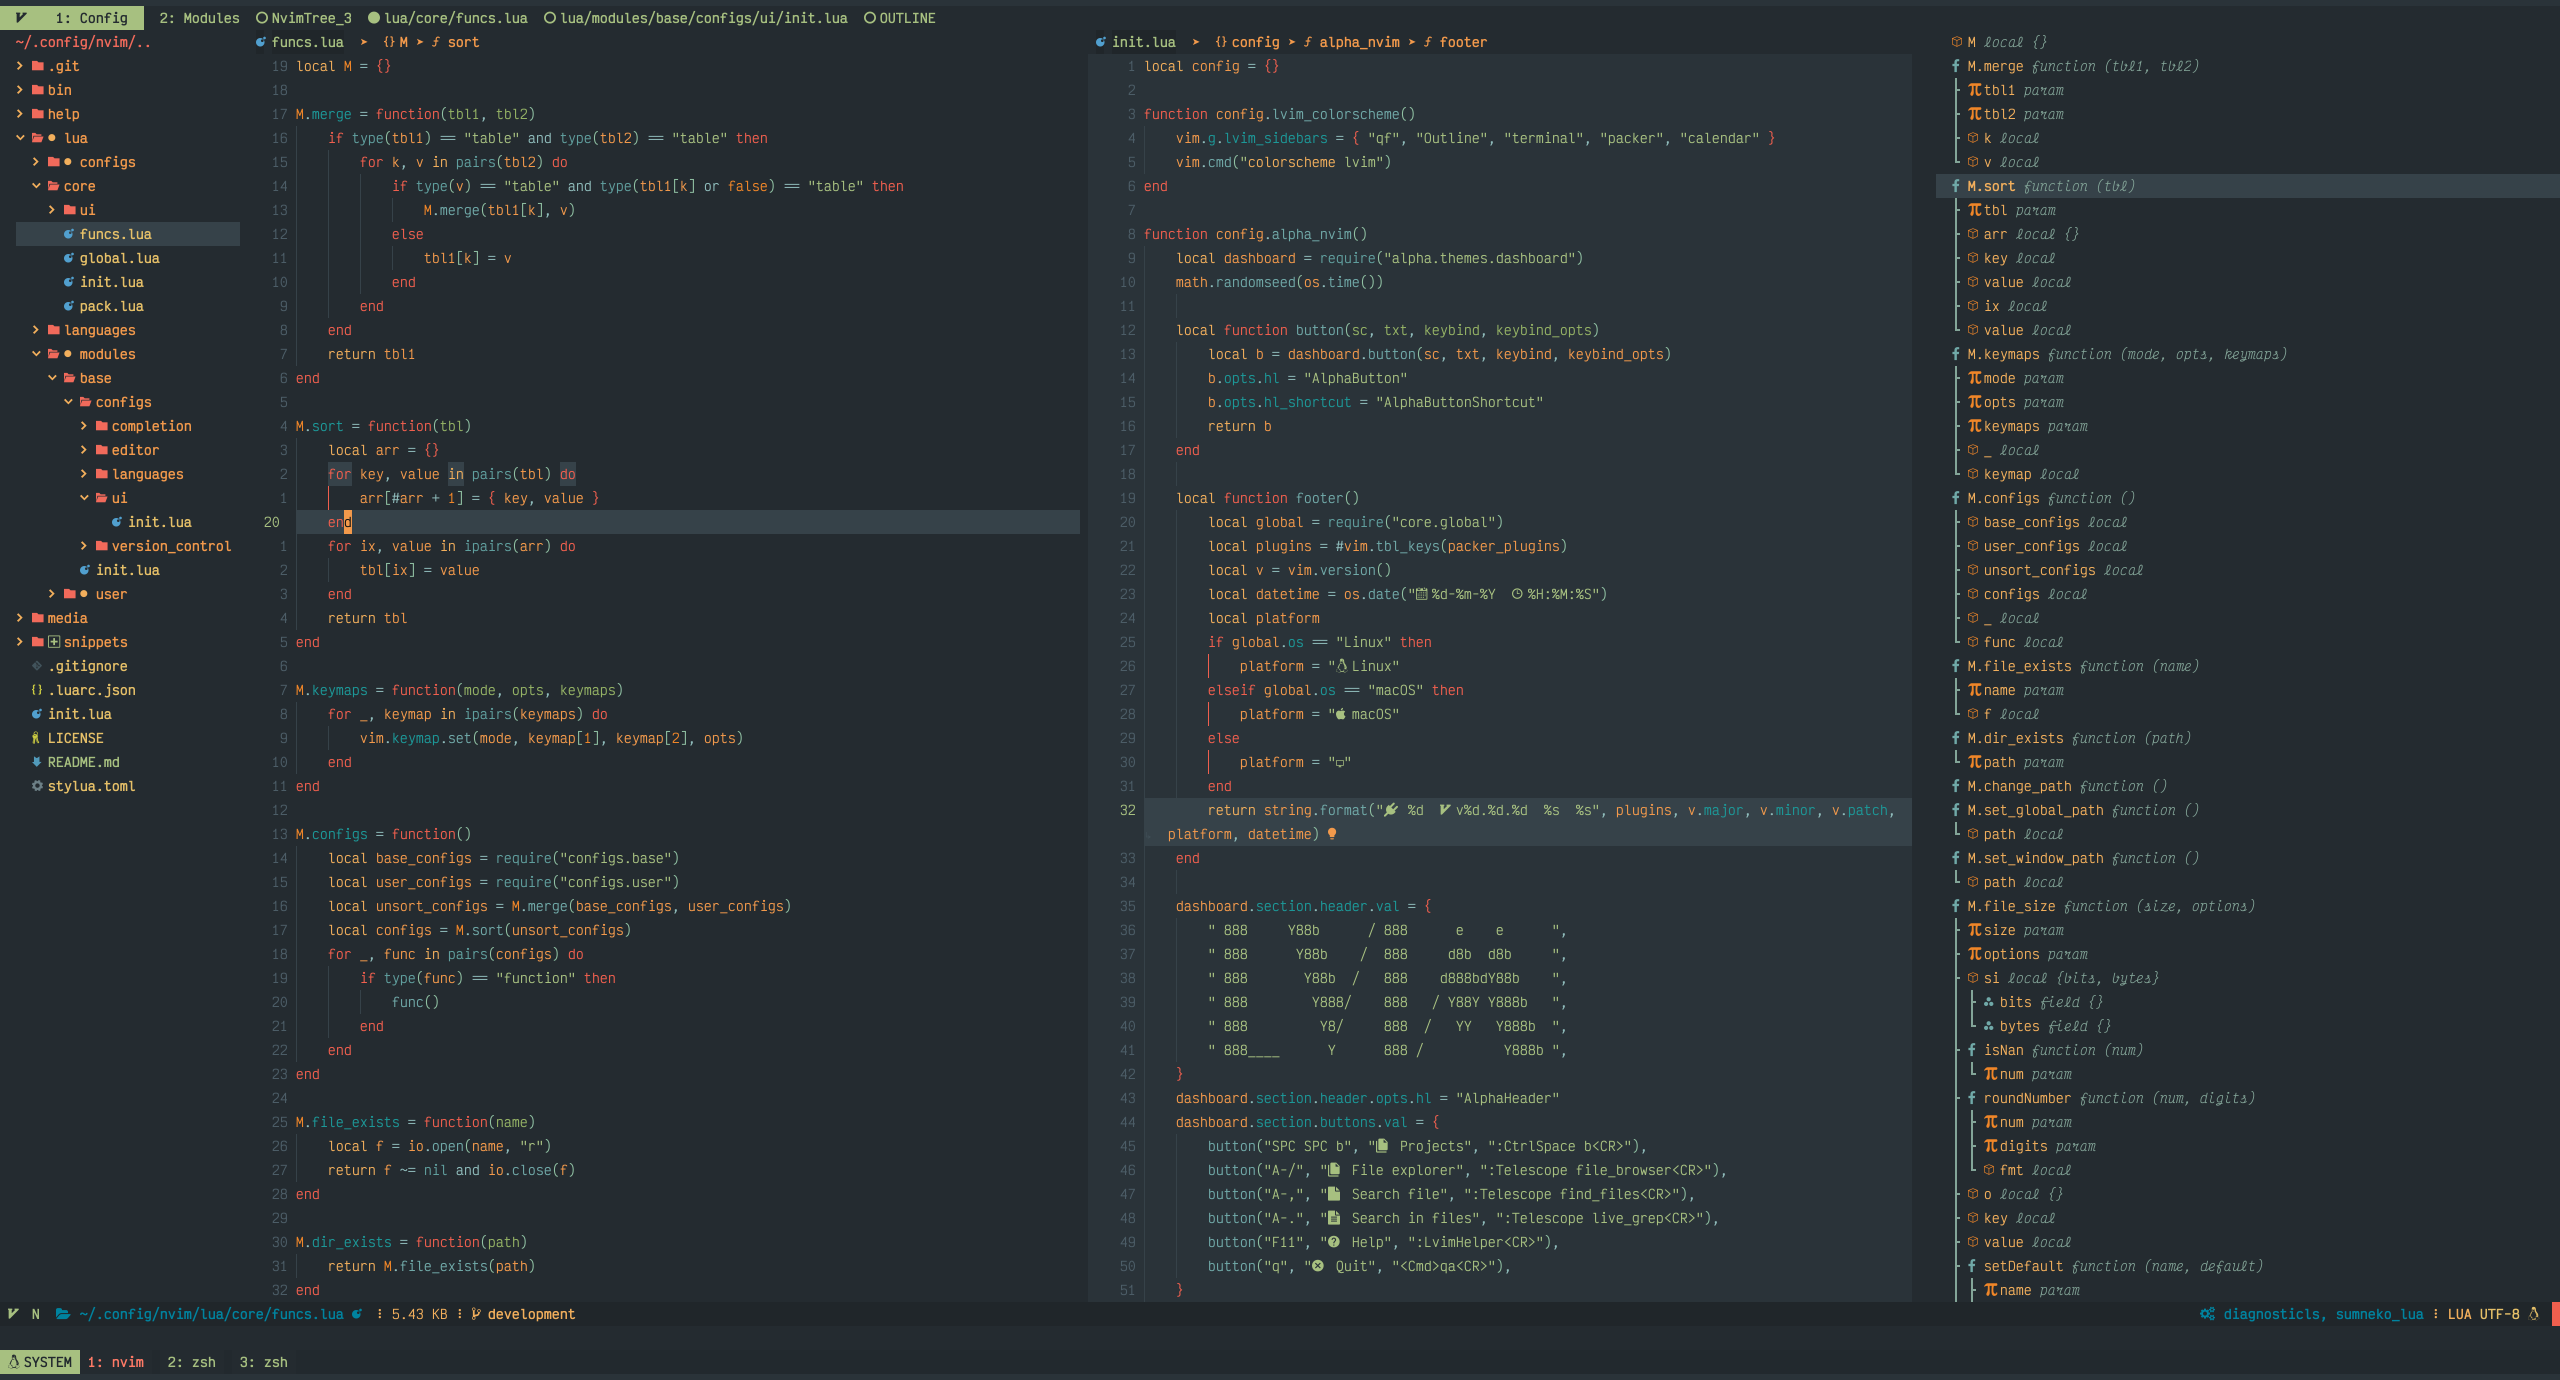 1: Config 2: Modules NvimTree_3 lua/core/funcs.lua lua/modules/base/configs/ui/init.lua OUTLINE
~/.config/nvim/..
.git
bin
help
lua
configs
core
ui
funcs.lua
global.lua
init.lua
pack.lua
languages
modules
base
configs
completion
editor
languages
ui
init.lua
version_control
init.lua
user
media
snippets
.gitignore
{} .luarc.json
init.lua
LICENSE
README.md
stylua.toml
funcs.lua ➤ {} M ➤ ƒ sort
19 local M = {}
18
17 M.merge = function(tbl1, tbl2)
16 if type(tbl1) == "table" and type(tbl2) == "table" then
15 for k, v in pairs(tbl2) do
14 if type(v) == "table" and type(tbl1[k] or false) == "table" then
13 M.merge(tbl1[k], v)
12 else
11 tbl1[k] = v
10 end
9 end
8 end
7 return tbl1
6 end
5
4 M.sort = function(tbl)
3 local arr = {}
2 for key, value in pairs(tbl) do
1 arr[#arr + 1] = { key, value }
20 end
1 for ix, value in ipairs(arr) do
2 tbl[ix] = value
3 end
4 return tbl
5 end
6
7 M.keymaps = function(mode, opts, keymaps)
8 for _, keymap in ipairs(keymaps) do
9 vim.keymap.set(mode, keymap[1], keymap[2], opts)
10 end
11 end
12
13 M.configs = function()
14 local base_configs = require("configs.base")
15 local user_configs = require("configs.user")
16 local unsort_configs = M.merge(base_configs, user_configs)
17 local configs = M.sort(unsort_configs)
18 for _, func in pairs(configs) do
19 if type(func) == "function" then
20 func()
21 end
22 end
23 end
24
25 M.file_exists = function(name)
26 local f = io.open(name, "r")
27 return f ~= nil and io.close(f)
28 end
29
30 M.dir_exists = function(path)
31 return M.file_exists(path)
32 end
init.lua ➤ {} config ➤ ƒ alpha_nvim ➤ ƒ footer
1 local config = {}
2
3 function config.lvim_colorscheme()
4 vim.g.lvim_sidebars = { "qf", "Outline", "terminal", "packer", "calendar" }
5 vim.cmd("colorscheme lvim")
6 end
7
8 function config.alpha_nvim()
9 local dashboard = require("alpha.themes.dashboard")
10 math.randomseed(os.time())
11
12 local function button(sc, txt, keybind, keybind_opts)
13 local b = dashboard.button(sc, txt, keybind, keybind_opts)
14 b.opts.hl = "AlphaButton"
15 b.opts.hl_shortcut = "AlphaButtonShortcut"
16 return b
17 end
18
19 local function footer()
20 local global = require("core.global")
21 local plugins = #vim.tbl_keys(packer_plugins)
22 local v = vim.version()
23 local datetime = os.date("%d-%m-%Y %H:%M:%S")
24 local platform
25 if global.os == "Linux" then
26 platform = "Linux"
27 elseif global.os == "macOS" then
28 platform = "macOS"
29 else
30 platform = ""
31 end
32 return string.format(" %d v%d.%d.%d %s %s", plugins, v.major, v.minor, v.patch,
platform, datetime)
33 end
34
35 dashboard.section.header.val = {
36 " 888     Y88b      / 888      e    e      ",
37 " 888      Y88b    /  888     d8b  d8b     ",
38 " 888       Y88b  /   888    d888bdY88b    ",
39 " 888        Y888/    888   / Y88Y Y888b   ",
40 " 888         Y8/     888  /   YY   Y888b  ",
41 " 888____      Y      888 /          Y888b ",
42 }
43 dashboard.section.header.opts.hl = "AlphaHeader"
44 dashboard.section.buttons.val = {
45 button("SPC SPC b", " Projects", ":CtrlSpace b<CR>"),
46 button("A-/", " File explorer", ":Telescope file_browser<CR>"),
47 button("A-,", " Search file", ":Telescope find_files<CR>"),
48 button("A-.", " Search in files", ":Telescope live_grep<CR>"),
49 button("F11", " Help", ":LvimHelper<CR>"),
50 button("q", " Quit", "<Cmd>qa<CR>"),
51 }
M local {}
M.merge function (tbl1, tbl2)
tbl1 param
tbl2 param
k local
v local
M.sort function (tbl)
tbl param
arr local {}
key local
value local
ix local
value local
M.keymaps function (mode, opts, keymaps)
mode param
opts param
keymaps param
_ local
keymap local
M.configs function ()
base_configs local
user_configs local
unsort_configs local
configs local
_ local
func local
M.file_exists function (name)
name param
f local
M.dir_exists function (path)
path param
M.change_path function ()
M.set_global_path function ()
path local
M.set_window_path function ()
path local
M.file_size function (size, options)
size param
options param
si local {bits, bytes}
bits field {}
bytes field {}
isNan function (num)
num param
roundNumber function (num, digits)
num param
digits param
fmt local
o local {}
key local
value local
setDefault function (name, default)
name param
N ~/.config/nvim/lua/core/funcs.lua 5.43 KB development diagnosticls, sumneko_lua LUA UTF-8
SYSTEM 1: nvim 2: zsh 3: zsh